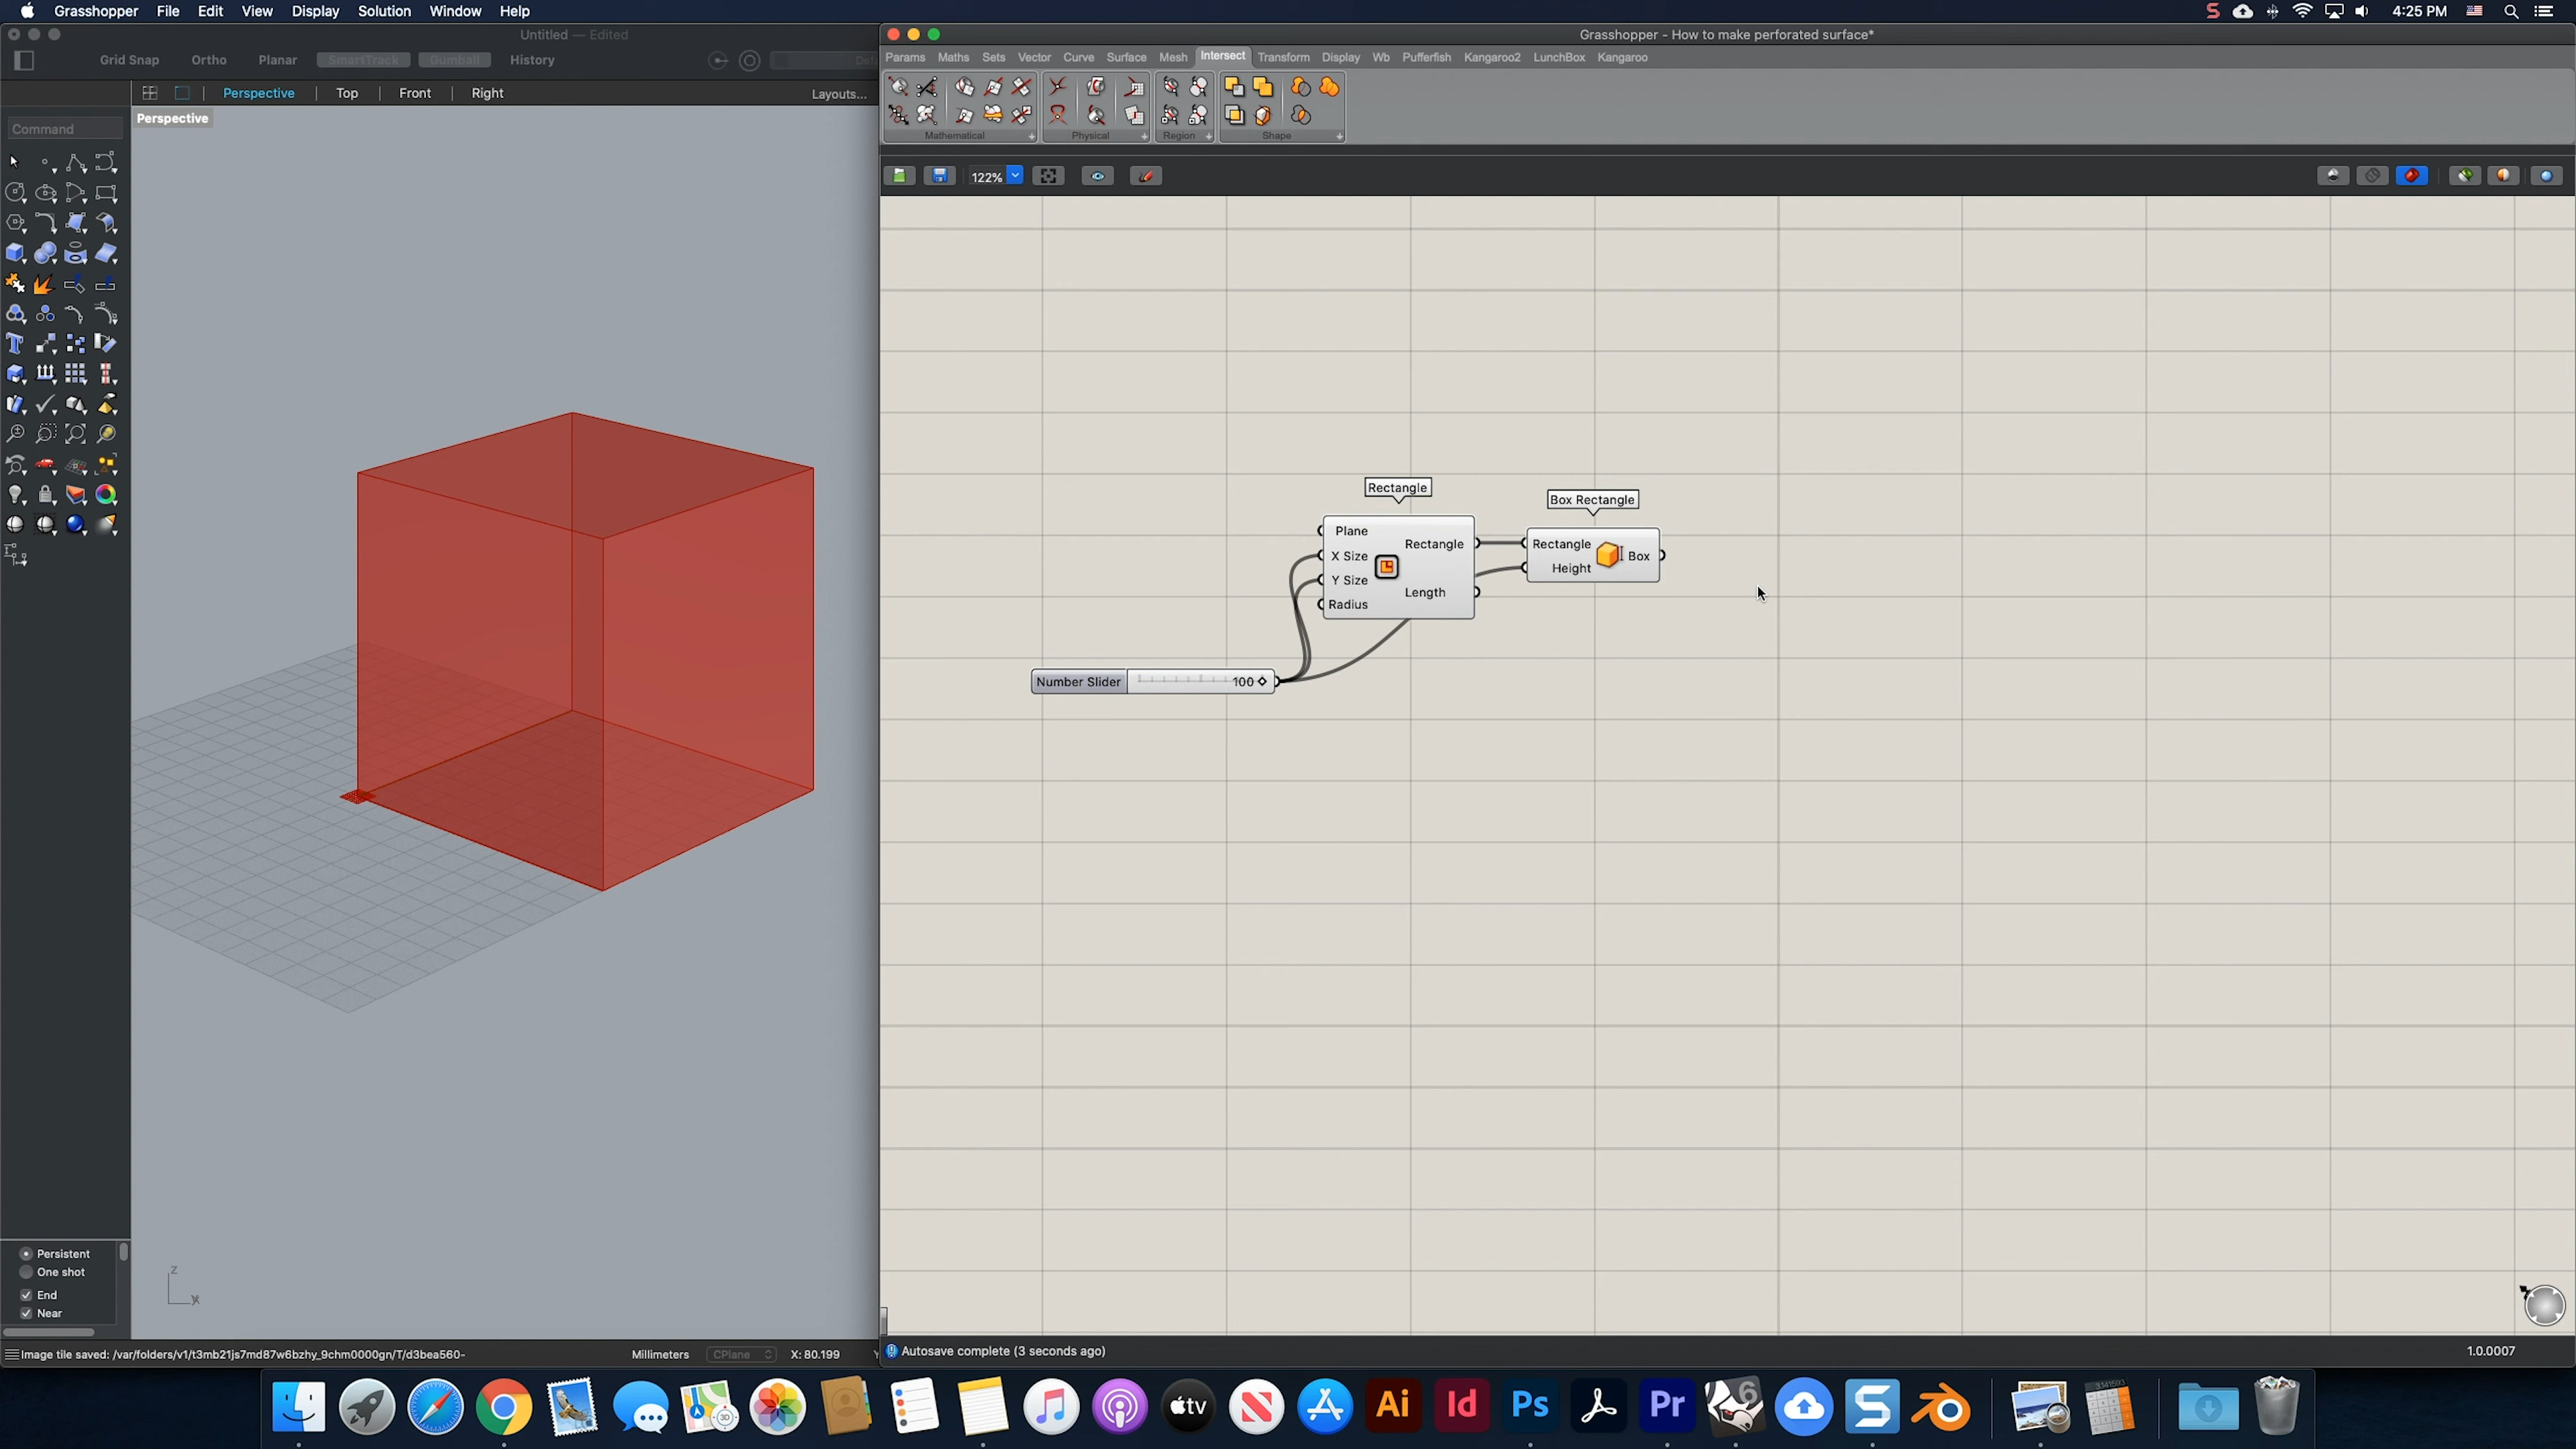 Grasshopper File Edit View Display Solution Window Help
S 4:25 PM
Untitled — Edited
Grid Snap Ortho Planar SmartTrack Gumball History
Perspective Top Front Right Layouts...
Command
Perspective
z
Persistent
One shot
End
Near
Image tile saved: /var/folders/v1/t3mb21js7md87w6bzhy_9chm0000gn/T/d3bea560-
Millimeters CPlane X: 80.199
Grasshopper - How to make perforated surface*
Params Maths Sets Vector Curve Surface Mesh Intersect Transform Display Wb Pufferfish Kangaroo2 LunchBox Kangaroo
Mathematical Physical Region Shape
122%
Rectangle
Plane
X Size
Y Size
Radius
Rectangle
Length
Box Rectangle
Rectangle
Height
Box
Number Slider 100
Autosave complete (3 seconds ago)
1.0.0007
3D tv Ai Id Ps Pr 6 S